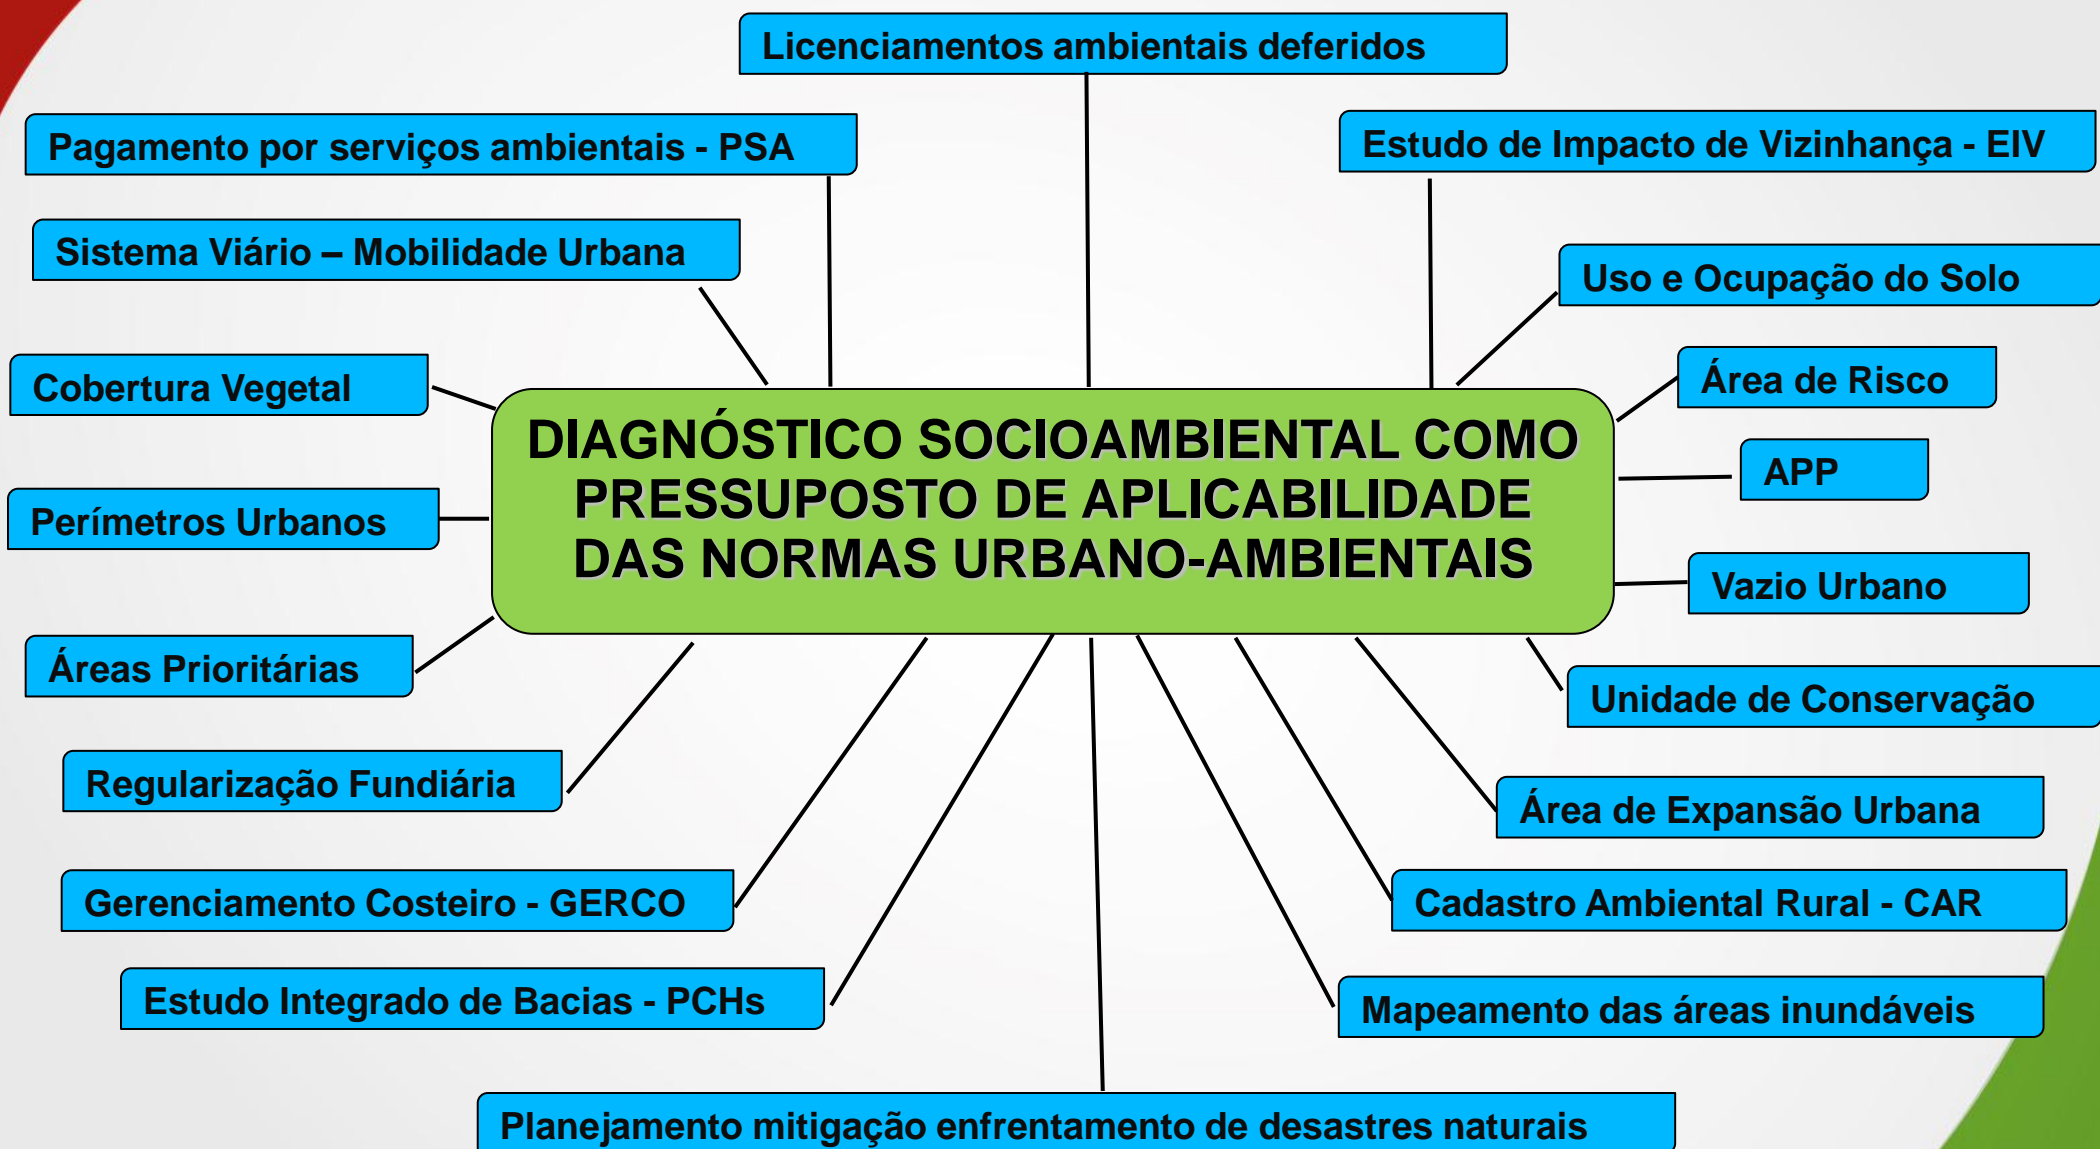 Licenciamentos ambientais deferidos
Pagamento por serviços ambientais - PSA
Estudo de Impacto de Vizinhança - EIV
Sistema Viário – Mobilidade Urbana
Uso e Ocupação do Solo
Cobertura Vegetal
Área de Risco
DIAGNÓSTICO SOCIOAMBIENTAL COMO
PRESSUPOSTO DE APLICABILIDADE
DAS NORMAS URBANO-AMBIENTAIS
APP
Perímetros Urbanos
Vazio Urbano
Áreas Prioritárias
Unidade de Conservação
Regularização Fundiária
Área de Expansão Urbana
Gerenciamento Costeiro - GERCO
Cadastro Ambiental Rural - CAR
Estudo Integrado de Bacias - PCHs
Mapeamento das áreas inundáveis
Planejamento mitigação enfrentamento de desastres naturais